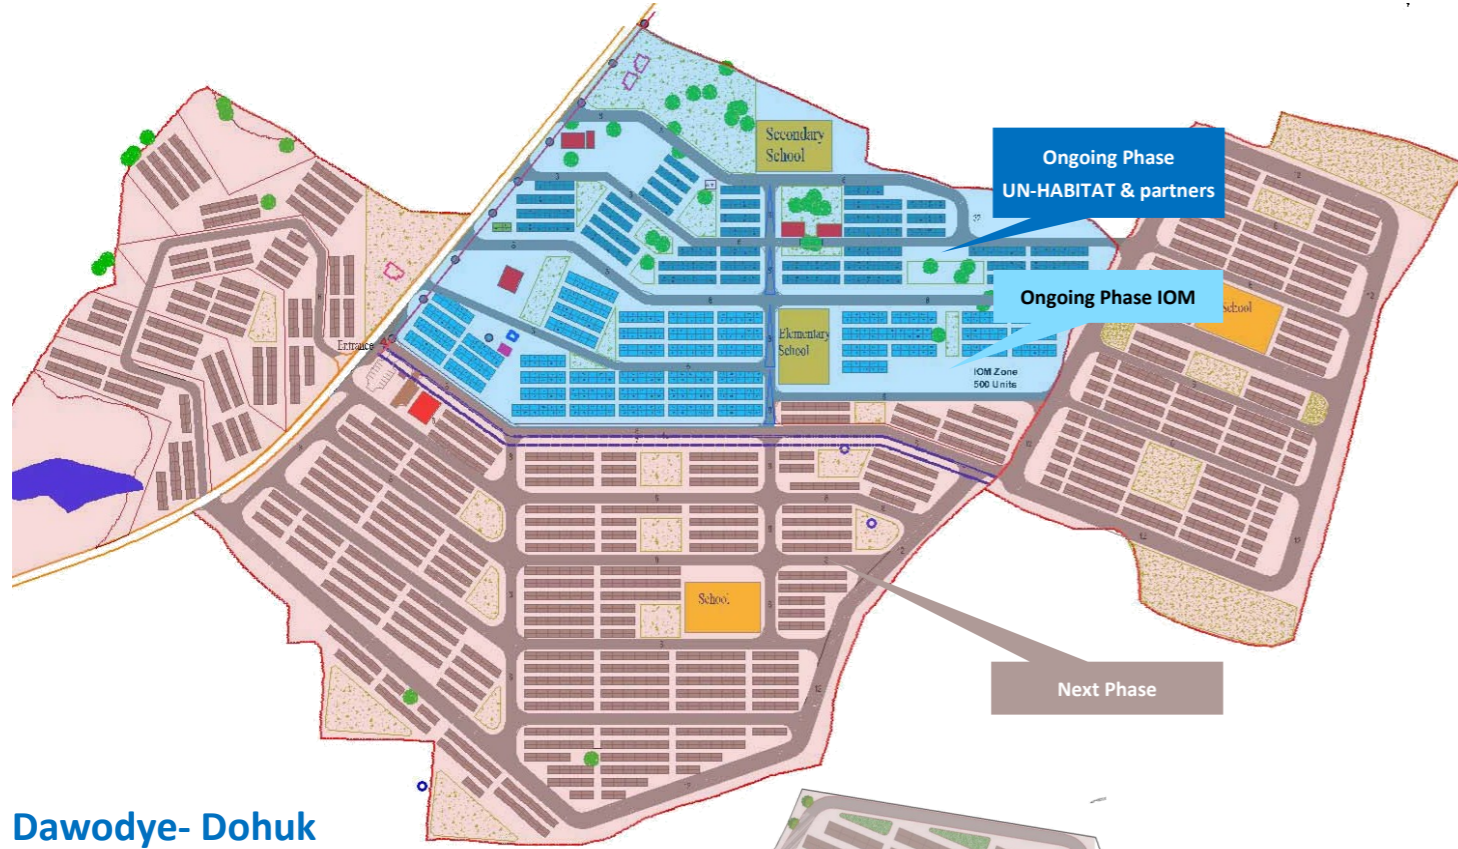 Secondary
School
Ongoing Phase
UN-HABITAT & partners
Ongoing Phase IOM
School
Entrance
Elementary
School
IOM Zone
500 Units
School
Next Phase
Dawodye- Dohuk